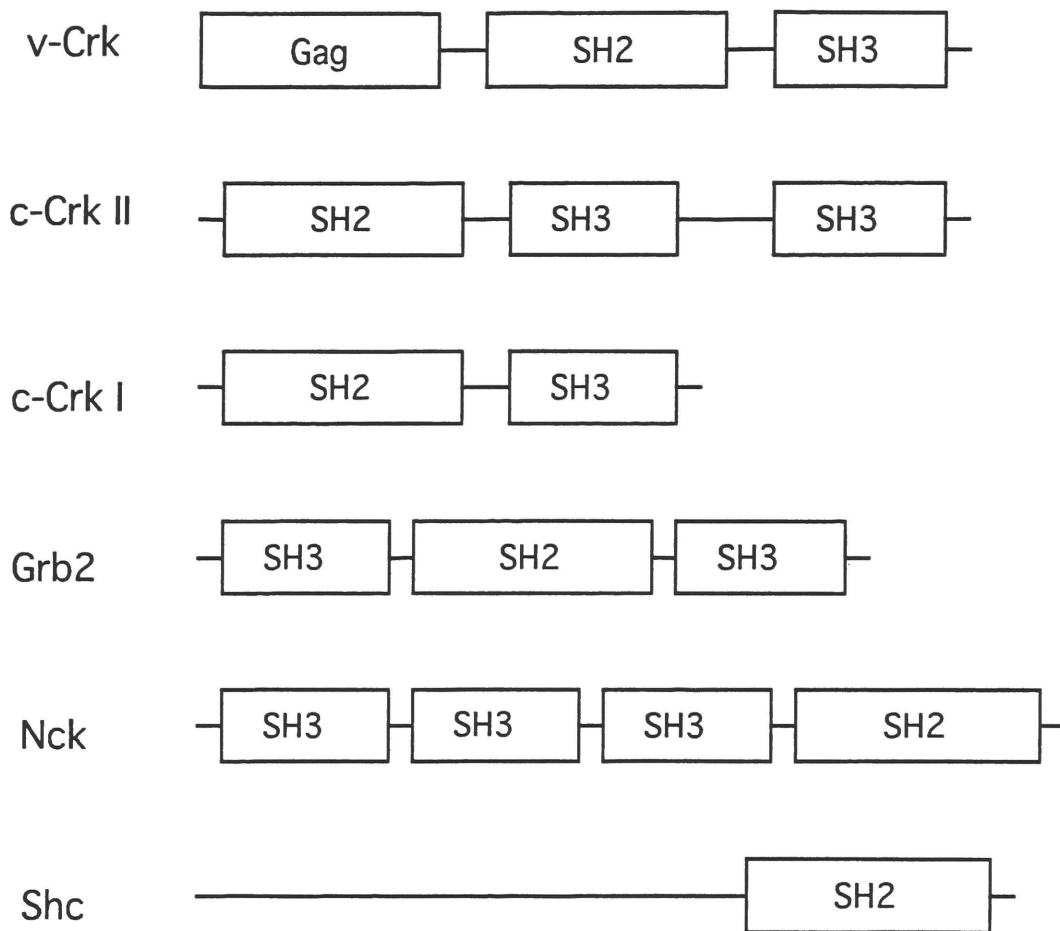 v-Crk Gag SH2 SH3
c-Crk II SH2 SH3 SH3
c-Crk I SH2 SH3
Grb2 SH3 SH2 SH3
Nck SH3 SH3 SH3 SH2
Shc SH2